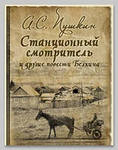 А.С. Пушкин
Станционный
смотритель
и другие повести Белкина